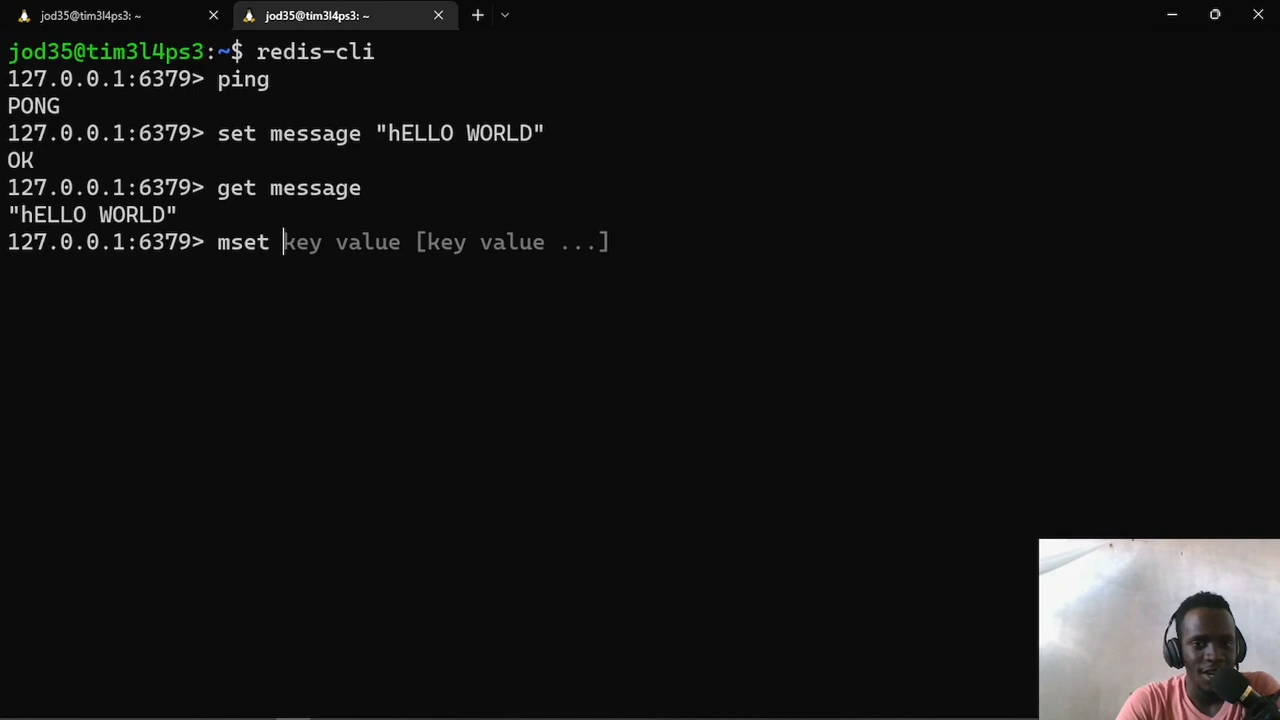 jod35@tim3l4ps3: ~
jod35@tim3l4ps3: ~
jod35@tim3l4ps3:~$ redis-cli
127.0.0.1:6379> ping
PONG
127.0.0.1:6379> set message "hELLO WORLD"
OK
127.0.0.1:6379> get message
"hELLO WORLD"
127.0.0.1:6379> mset key value [key value ...]